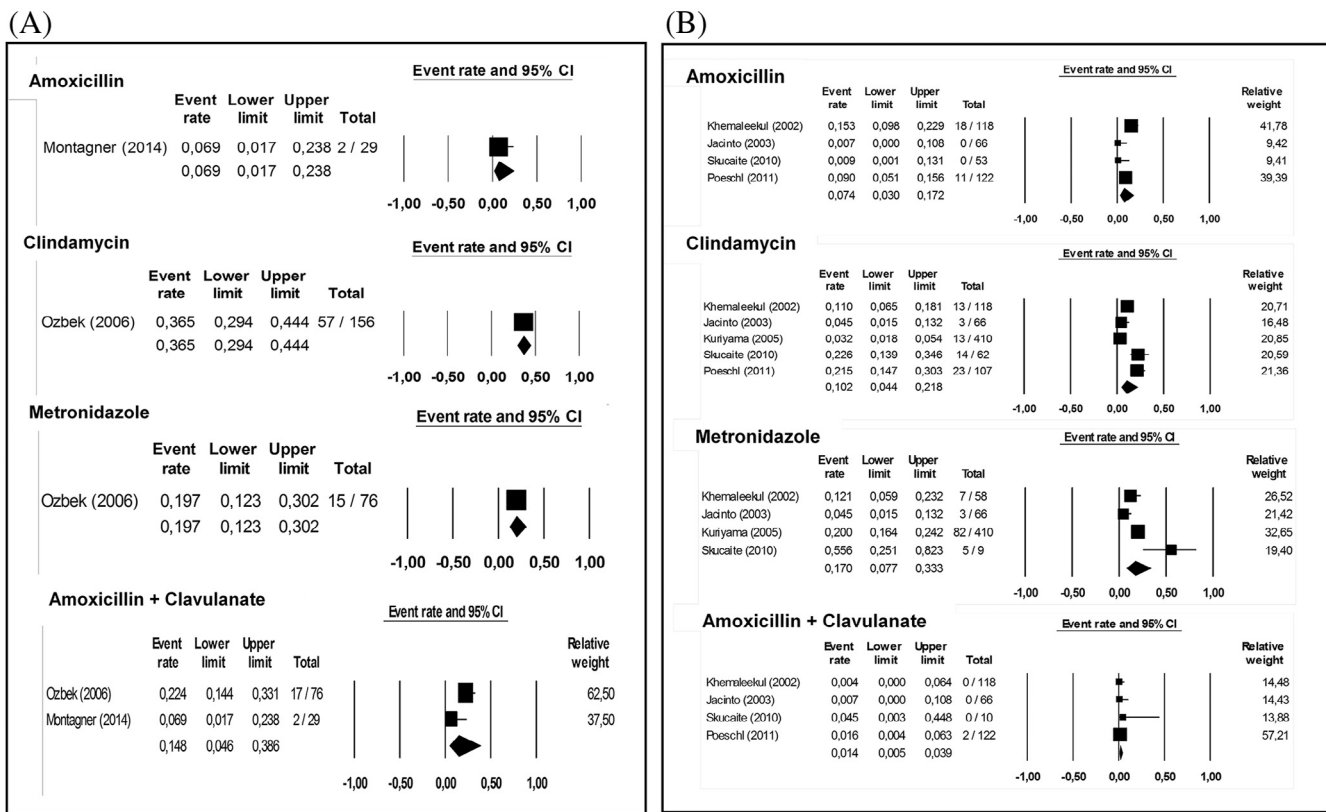 (A)
Amoxicillin
Event rate and 95% CI
Event Lower Upper
rate limit limit Total
Montagner (2014) 0,069 0,017 0,238 2 / 29
0,069 0,017 0,238
-1,00 -0,50 0,00 0,50 1,00
Clindamycin
Event rate and 95% CI
Event Lower Upper
rate limit limit Total
Ozbek (2006) 0,365 0,294 0,444 57 / 156
0,365 0,294 0,444
-1,00 -0,50 0,00 0,50 1,00
Metronidazole
Event rate and 95% CI
Event Lower Upper
rate limit limit Total
Ozbek (2006) 0,197 0,123 0,302 15 / 76
0,197 0,123 0,302
-1,00 -0,50 0,00 0,50 1,00
Amoxicillin + Clavulanate
Event rate and 95% CI
Event Lower Upper Relative
rate limit limit Total weight
Ozbek (2006) 0,224 0,144 0,331 17 / 76 62,50
Montagner (2014) 0,069 0,017 0,238 2 / 29 37,50
0,148 0,046 0,386
-1,00 -0,50 0,00 0,50 1,00
(B)
Amoxicillin
Event rate and 95% CI
Event Lower Upper Relative
rate limit limit Total weight
Khemaleekul (2002) 0,153 0,098 0,229 18 / 118 41,78
Jacinto (2003) 0,007 0,000 0,108 0 / 66 9,42
Skucaite (2010) 0,009 0,001 0,131 0 / 53 9,41
Poeschl (2011) 0,090 0,051 0,156 11 / 122 39,39
0,074 0,030 0,172
-1,00 -0,50 0,00 0,50 1,00
Clindamycin
Event rate and 95% CI
Event Lower Upper Relative
rate limit limit Total weight
Khemaleekul (2002) 0,110 0,065 0,181 13 / 118 20,71
Jacinto (2003) 0,045 0,015 0,132 3 / 66 16,48
Kuriyama (2005) 0,032 0,018 0,054 13 / 410 20,85
Skucaite (2010) 0,226 0,139 0,346 14 / 62 20,59
Poeschl (2011) 0,215 0,147 0,303 23 / 107 21,36
0,102 0,044 0,218
-1,00 -0,50 0,00 0,50 1,00
Metronidazole
Event rate and 95% CI
Event Lower Upper Relative
rate limit limit Total weight
Khemaleekul (2002) 0,121 0,059 0,232 7 / 58 26,52
Jacinto (2003) 0,045 0,015 0,132 3 / 66 21,42
Kuriyama (2005) 0,200 0,164 0,242 82 / 410 32,65
Skucaite (2010) 0,556 0,251 0,823 5 / 9 19,40
0,170 0,077 0,333
-1,00 -0,50 0,00 0,50 1,00
Amoxicillin + Clavulanate
Event rate and 95% CI
Event Lower Upper Relative
rate limit limit Total weight
Khemaleekul (2002) 0,004 0,000 0,064 0 / 118 14,48
Jacinto (2003) 0,007 0,000 0,108 0 / 66 14,43
Skucaite (2010) 0,045 0,003 0,448 0 / 10 13,88
Poeschl (2011) 0,016 0,004 0,063 2 / 122 57,21
0,014 0,005 0,039
-1,00 -0,50 0,00 0,50 1,00